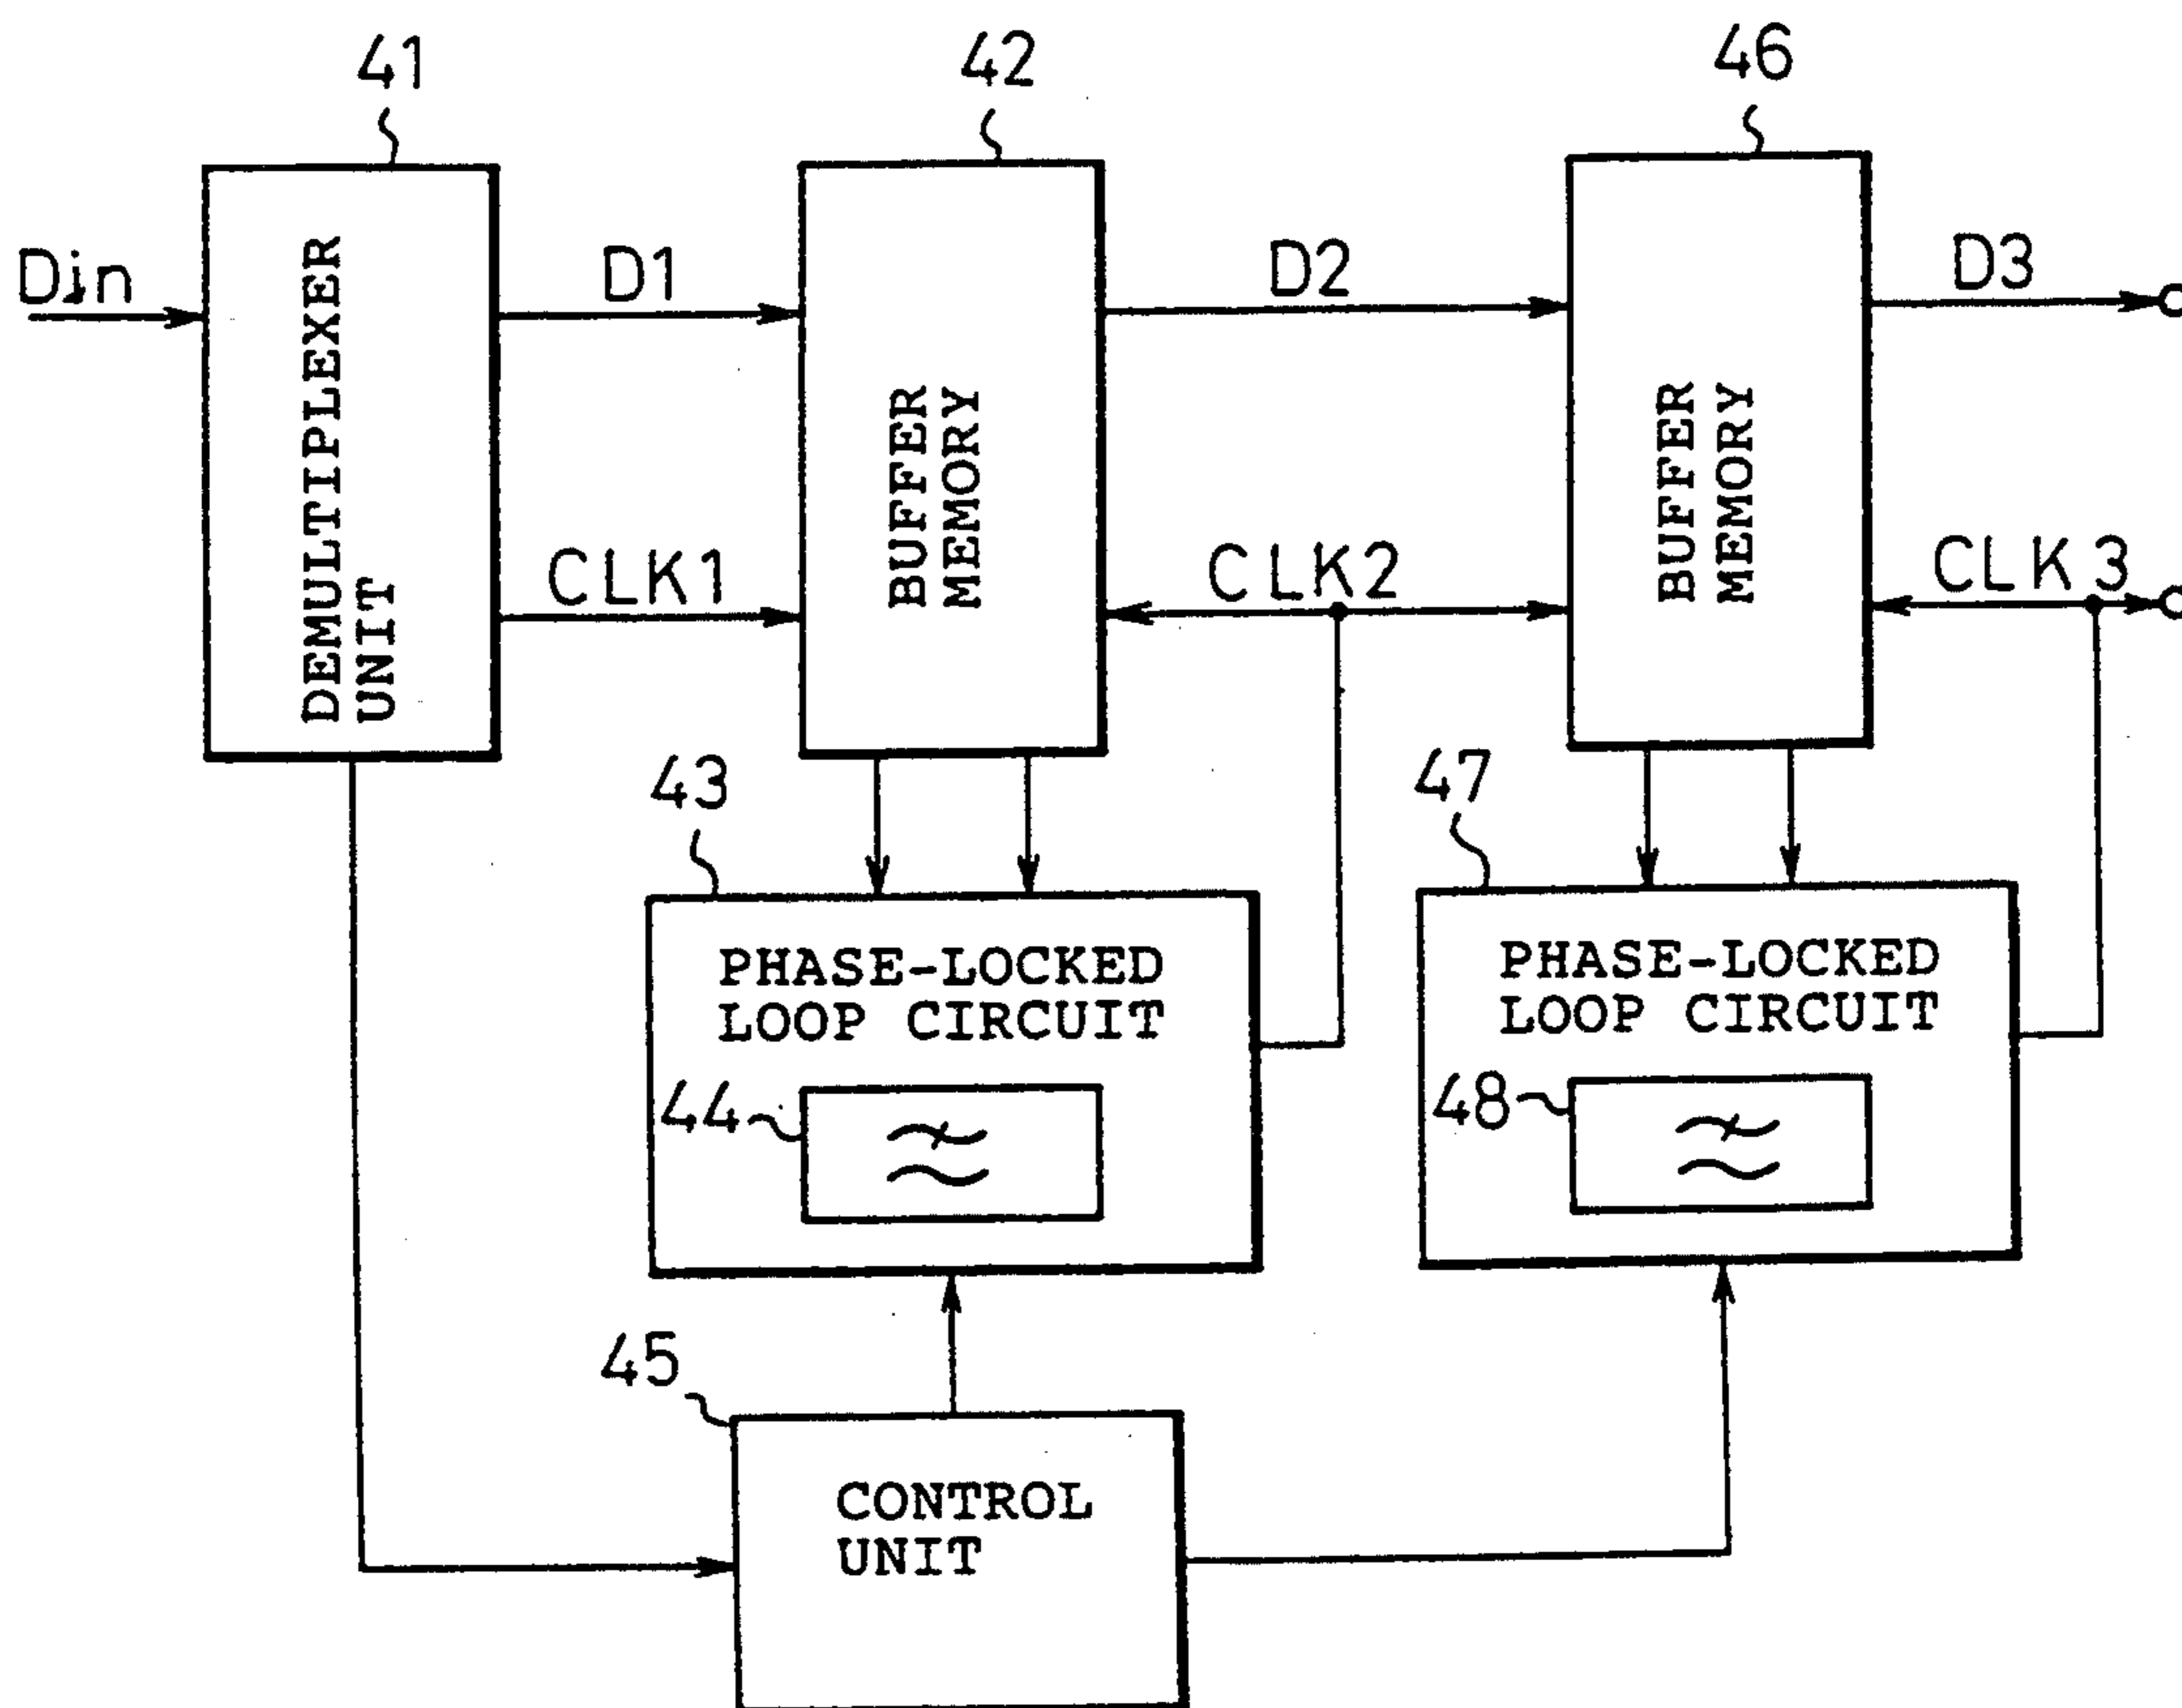 41
42
46
Din
D1
D2
D3
DEMULTIPLEXER
UNIT
BUFFER
MEMORY
BUFFER
MEMORY
CLK1
CLK2
CLK3
43
47
PHASE-LOCKED
LOOP CIRCUIT
PHASE-LOCKED
LOOP CIRCUIT
44
48
45
CONTROL
UNIT